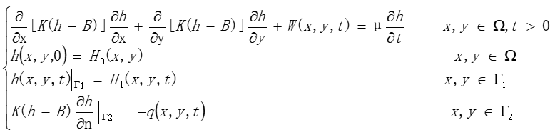 ∂/∂x [K(h − B)] ∂h/∂x + ∂/∂y [K(h − B)] ∂h/∂y + W(x, y, t) = μ ∂h/∂t    x, y ∈ Ω, t > 0
h(x, y, 0) = H₀(x, y)    x, y ∈ Ω
h(x, y, t)|Γ1 = H₁(x, y, t)    x, y ∈ Γ₁
K(h − B) ∂h/∂n |Γ2   −q(x, y, t)    x, y ∈ Γ₂